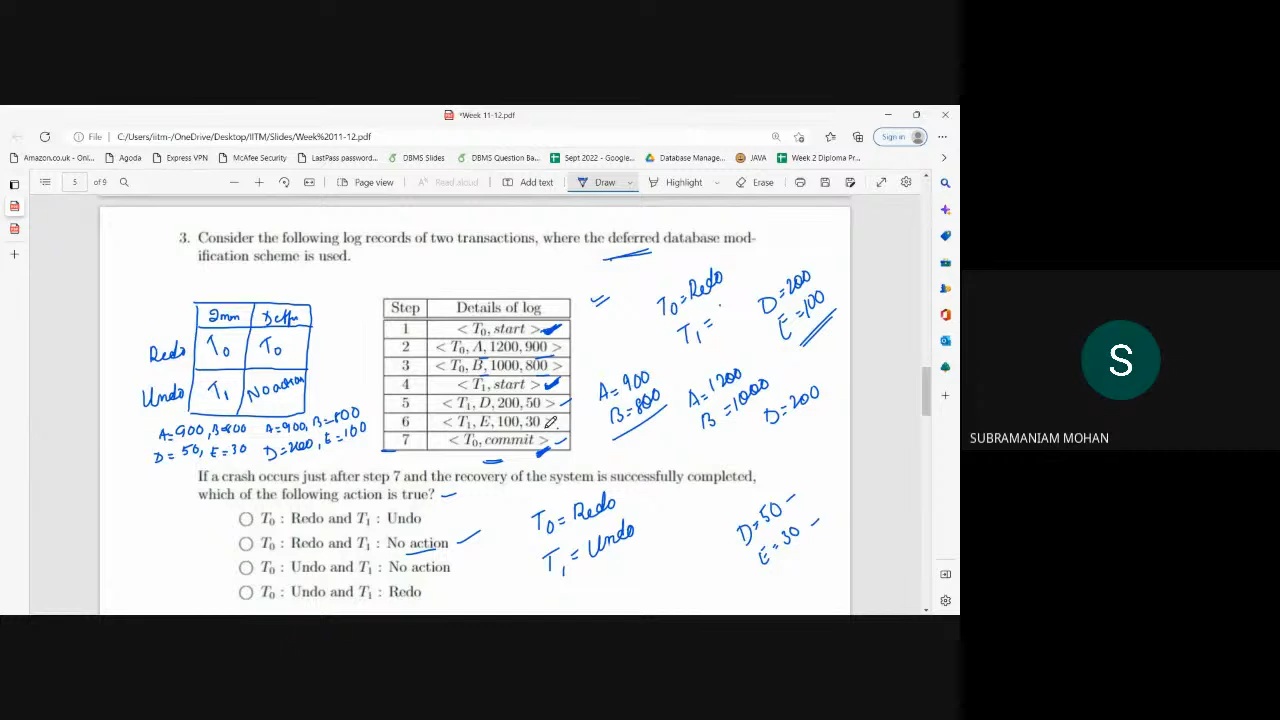 *Week 11-12.pdf
File
C:/Users/iitm-/OneDrive/Desktop/IITM/Slides/Week%2011-12.pdf
Sign in
Amazon.co.uk - Onl...
Agoda
Express VPN
McAfee Security
LastPass password...
DBMS Slides
DBMS Question Ba...
Sept 2022 - Google...
Database Manage...
JAVA
Week 2 Diploma Pr...
5 of 9
Page view
Read aloud
Add text
Draw
Highlight
Erase
3. Consider the following log records of two transactions, where the deferred database mod-
ification scheme is used.
Step Details of log
1 < T0, start >
2 < T0, A, 1200, 900 >
3 < T0, B, 1000, 800 >
4 < T1, start >
5 < T1, D, 200, 50 >
6 < T1, E, 100, 30
7 < T0, commit >
Imm
Redo T0 T0
Undo T1 No action
A=900, B=800 A=900, B=800
D=50, E=30 D=200, E=100
T0 = Redo
T1 =
D=200
E=100
A=900
B=800
A=1200
B=1000
D=200
If a crash occurs just after step 7 and the recovery of the system is successfully completed,
which of the following action is true?
T0 : Redo and T1 : Undo
T0 : Redo and T1 : No action
T0 : Undo and T1 : No action
T0 : Undo and T1 : Redo
T0 = Redo
T1 = Undo
D=50
E=30
S
SUBRAMANIAM MOHAN